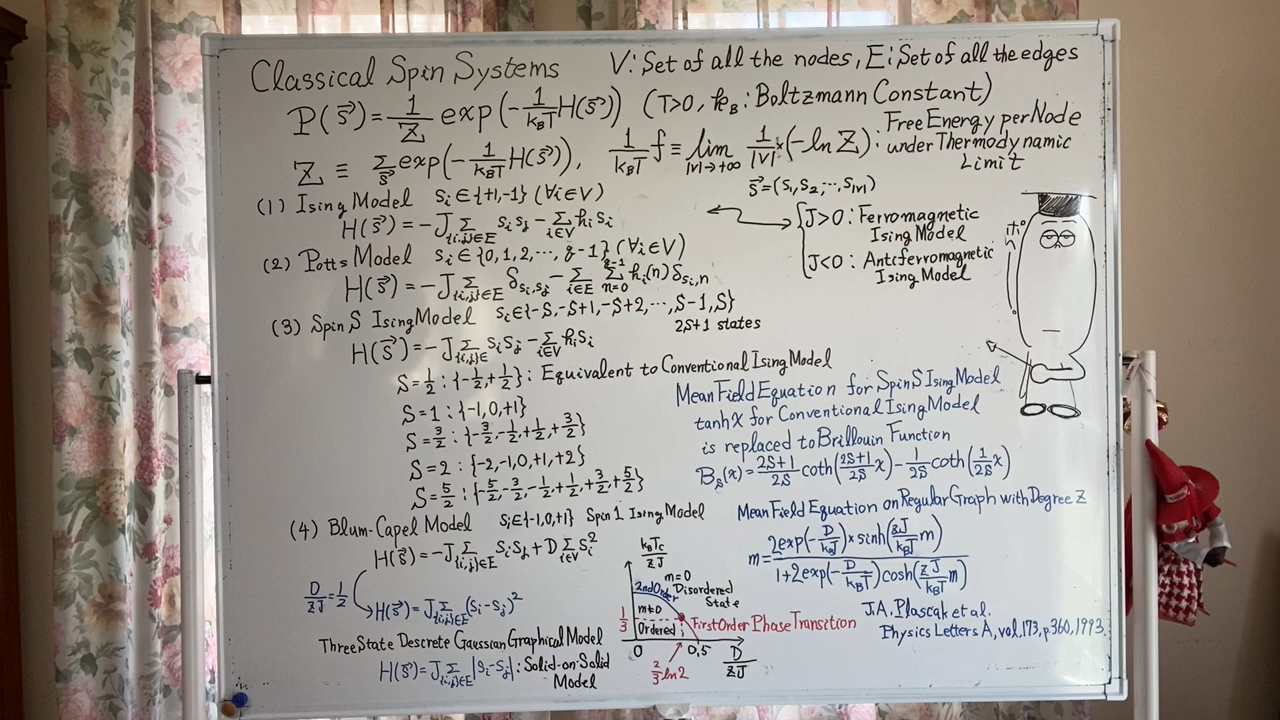 Classical Spin Systems V: Set of all the nodes, E: Set of all the edges
P(s⃗)=1/Z exp(-1/k_BT H(s⃗)) (T>0, k_B: Boltzmann Constant)
Z ≡ Σ_s⃗ exp(-1/k_BT H(s⃗)), 1/k_BT f ≡ lim_{|V|→+∞} 1/|V| × (-ln Z):
Free Energy per Node
under Thermodynamic
Limit
s⃗=(s₁,s₂,…,s_|V|)
(1) Ising Model s_i∈{+1,-1} (∀i∈V)
H(s⃗)=-JΣ_{{i,j}∈E} s_i s_j - Σ_{i∈V} h_i s_i
J>0: Ferromagnetic
Ising Model
J<0: Antiferromagnetic
Ising Model
(2) Potts Model s_i∈{0,1,2,…,q-1} (∀i∈V)
H(s⃗)=-JΣ_{{i,j}∈E} δ_{s_i,s_j} - Σ_{i∈E} Σ_{n=0}^{q-1} h_i(n) δ_{s_i,n}
(3) Spin S Ising Model s_i∈{-S,-S+1,-S+2,…,S-1,S}
2S+1 states
H(s⃗)=-JΣ_{{i,j}∈E} s_i s_j - Σ_{i∈V} h_i s_i
S=1/2: {-1/2,+1/2}: Equivalent to Conventional Ising Model
S=1: {-1,0,+1}
S=3/2: {-3/2,-1/2,+1/2,+3/2}
S=2: {-2,-1,0,+1,+2}
S=5/2: {-5/2,-3/2,-1/2,+1/2,+3/2,+5/2}
Mean Field Equation for Spin S Ising Model
tanh x for Conventional Ising Model
is replaced to Brillouin Function
B_S(x)=2S+1/2S coth(2S+1/2S x)-1/2S coth(1/2S x)
(4) Blum-Capel Model s_i∈{-1,0,+1} Spin 1 Ising Model
H(s⃗)=-JΣ_{{i,j}∈E} s_i s_j + D Σ_{i∈V} s_i²
D/zJ=1/2
H(s⃗)=JΣ_{{i,j}∈E} (s_i-s_j)²
Three State Discrete Gaussian Graphical Model
H(s⃗)=JΣ_{{i,j}∈E} |s_i-s_j|: Solid-on-Solid
Model
k_BT_c/zJ
m=0
2nd Order Disordered
State
m≠0
1/3
Ordered
First Order Phase Transition
0 0.5 D/zJ
2/3 ln2
Mean Field Equation on Regular Graph with Degree z
m=2exp(-D/k_BT)×sinh(zJ/k_BT m)/1+2exp(-D/k_BT)cosh(zJ/k_BT m)
J.A. Plascak et al.
Physics Letters A, vol.173, p.360, 1993.